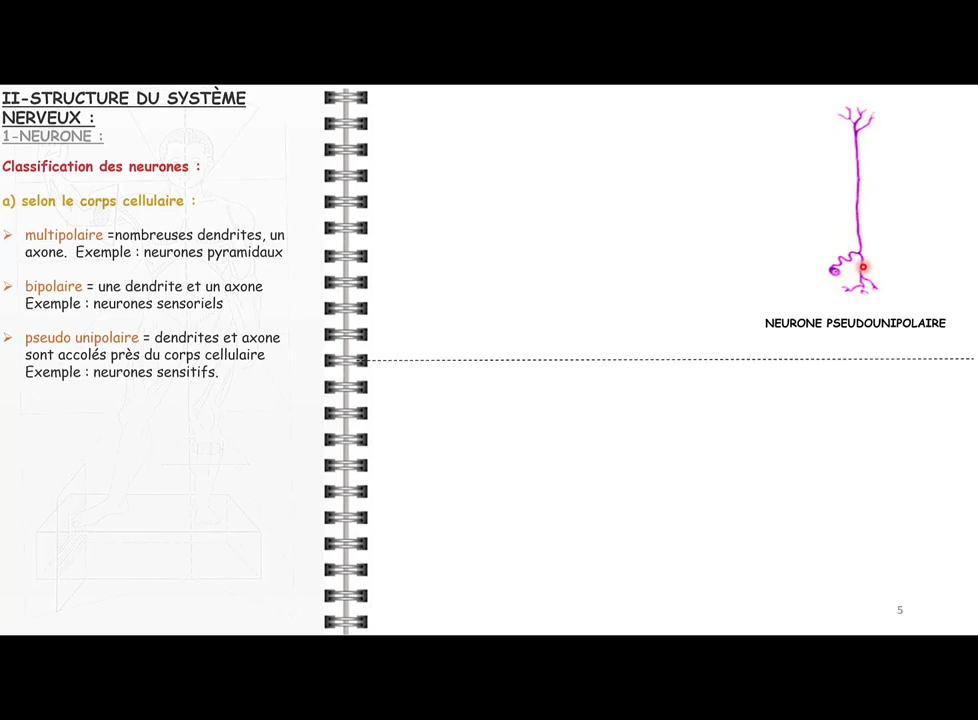 II-STRUCTURE DU SYSTÈME
NERVEUX :
1-NEURONE :
Classification des neurones :
a) selon le corps cellulaire :
➢ multipolaire =nombreuses dendrites, un
axone. Exemple : neurones pyramidaux
➢ bipolaire = une dendrite et un axone
Exemple : neurones sensoriels
➢ pseudo unipolaire = dendrites et axone
sont accolés près du corps cellulaire
Exemple : neurones sensitifs.
NEURONE PSEUDOUNIPOLAIRE
5